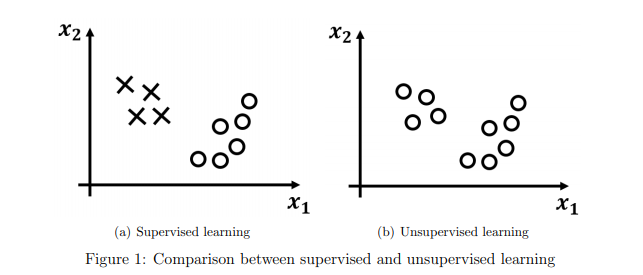 x2
x1
(a) Supervised learning
x2
x1
(b) Unsupervised learning
Figure 1: Comparison between supervised and unsupervised learning